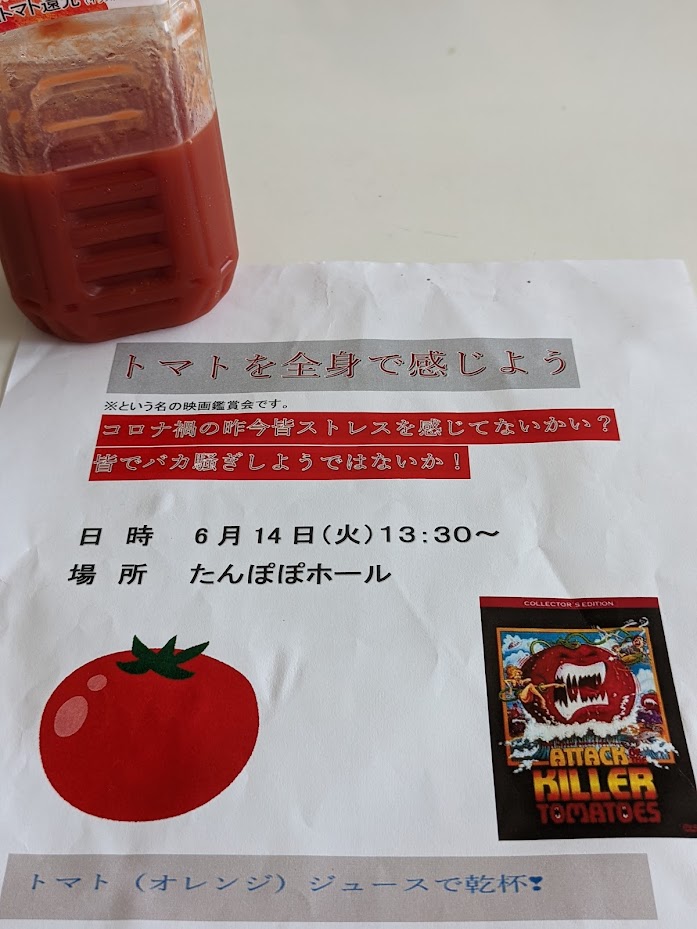 トマト還元
トマトを全身で感じよう
※という名の映画鑑賞会です。
コロナ禍の昨今皆ストレスを感じてないかい？
皆でバカ騒ぎしようではないか！
日 時 6月14日（火）13：30～
場 所 たんぽぽホール
COLLECTOR'S EDITION
ATTACK
KILLER
TOMATOES
トマト（オレンジ）ジュースで乾杯❣